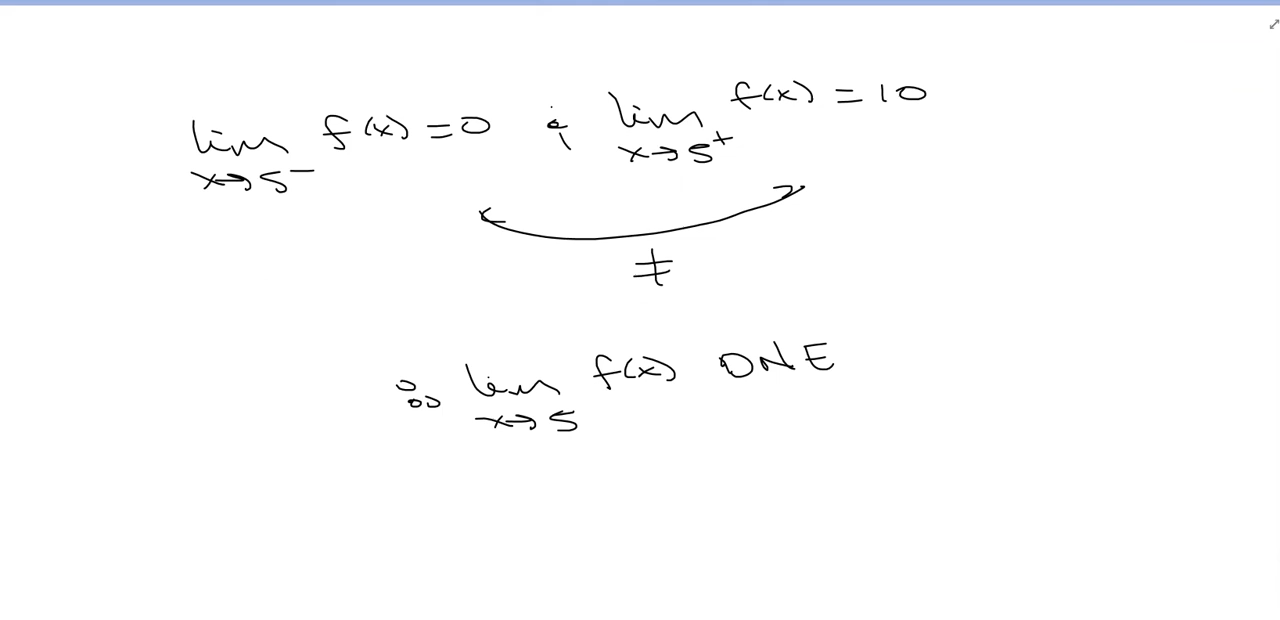 lim x→5⁻ f(x) = 0 & lim x→5⁺ f(x) = 10
≠
∴ lim x→5 f(x) DNE